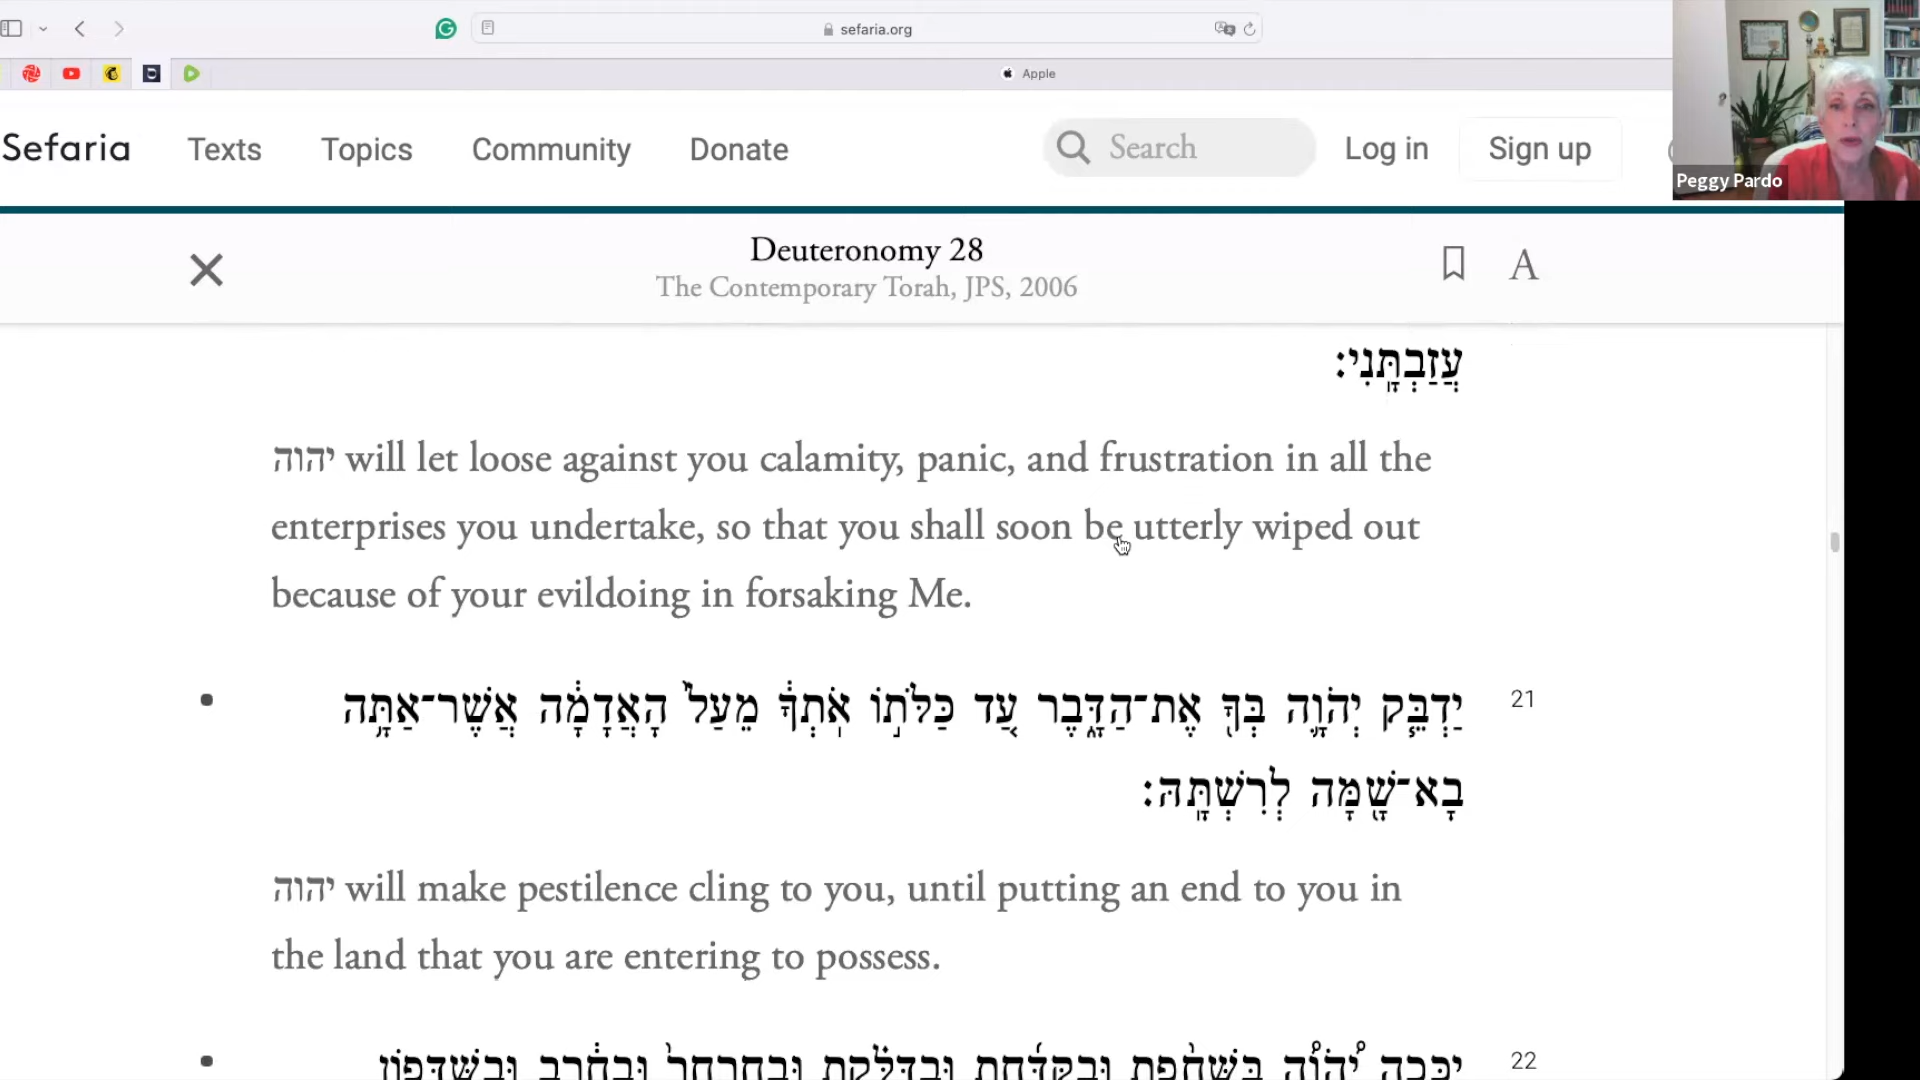 sefaria.org
Apple
Sefaria Texts Topics Community Donate Search Log in Sign up
Peggy Pardo
Deuteronomy 28
The Contemporary Torah, JPS, 2006
A
עֲזַבְתָּֽנִי׃
יהוה will let loose against you calamity, panic, and frustration in all the
enterprises you undertake, so that you shall soon be utterly wiped out
because of your evildoing in forsaking Me.
21
יַדְבֵּ֧ק יְהֹוָ֛ה בְּךָ֖ אֶת־הַדָּ֑בֶר עַ֚ד כַּלֹּת֣וֹ אֹֽתְךָ֔ מֵעַל֙ הָאֲדָמָ֔ה אֲשֶׁר־אַתָּ֥ה
בָא־שָׁ֖מָּה לְרִשְׁתָּֽהּ׃
יהוה will make pestilence cling to you, until putting an end to you in
the land that you are entering to possess.
22
יַכְּכָ֣ה יְ֠הֹוָ֠ה בַּשַּׁחֶ֨פֶת וּבַקַּדַּ֜חַת וּבַדַּלֶּ֗קֶת וּבַֽחַרְחֻר֙ וּבַחֶ֔רֶב וּבַשִּׁדָּפ֖וֹן